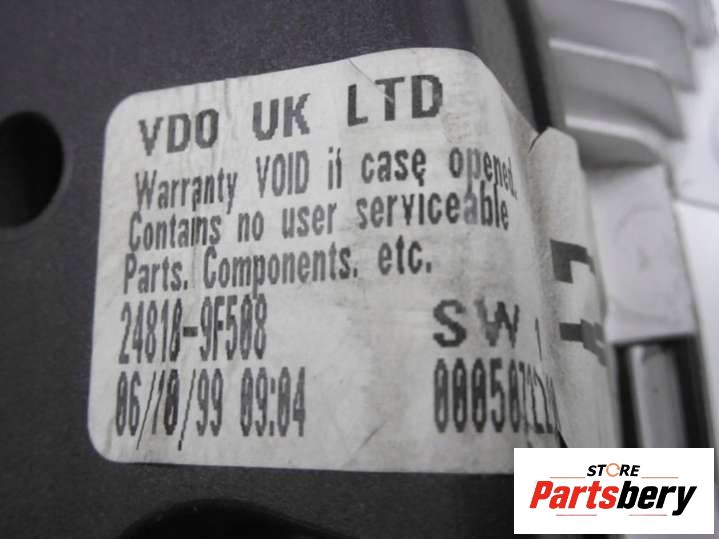 VDO UK LTD
Warranty VOID if case opened.
Contains no user serviceable
Parts. Components. etc.
24810-9F508
SW 1
06/10/99 09:04
STORE
Partsbery